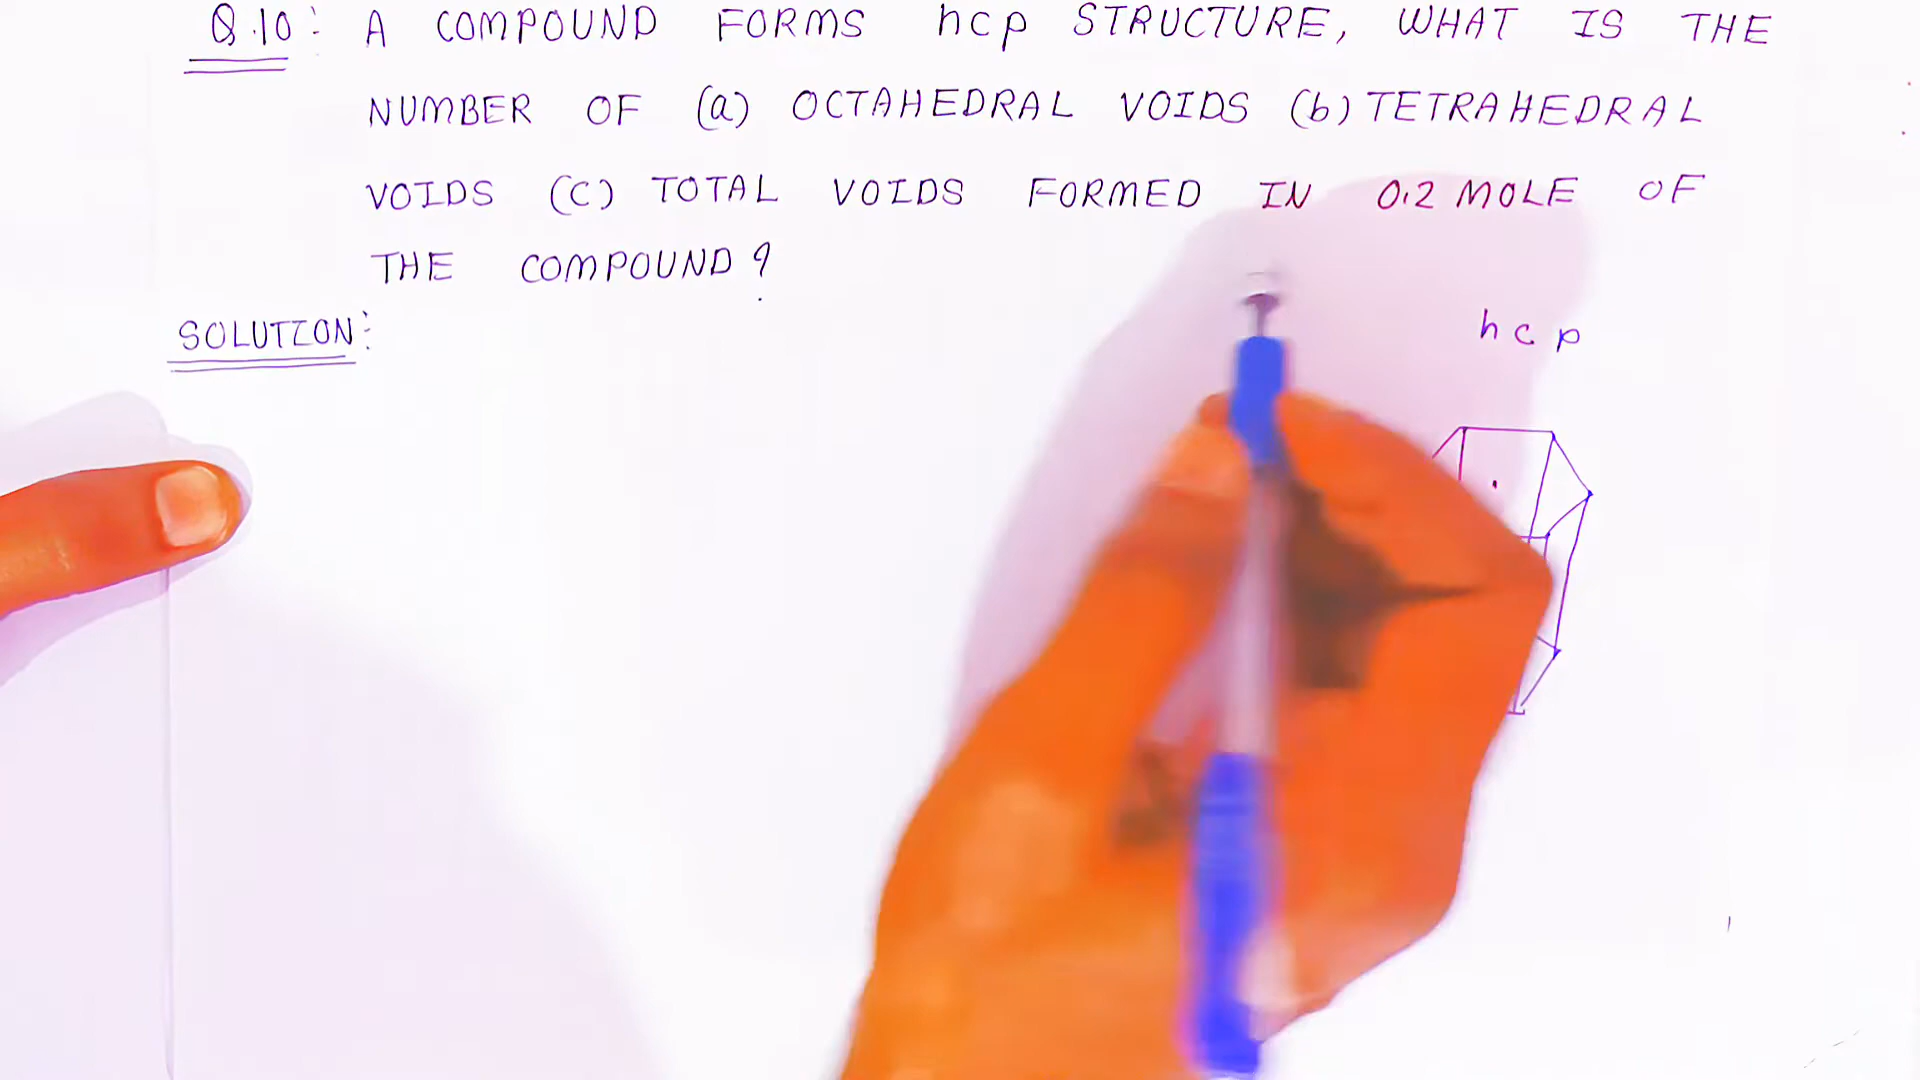 Q.10: A COMPOUND FORMS hcp STRUCTURE, WHAT IS THE
NUMBER OF (a) OCTAHEDRAL VOIDS (b) TETRAHEDRAL
VOIDS (C) TOTAL VOIDS FORMED IN 0.2 MOLE OF
THE COMPOUND?
SOLUTION:
hcp